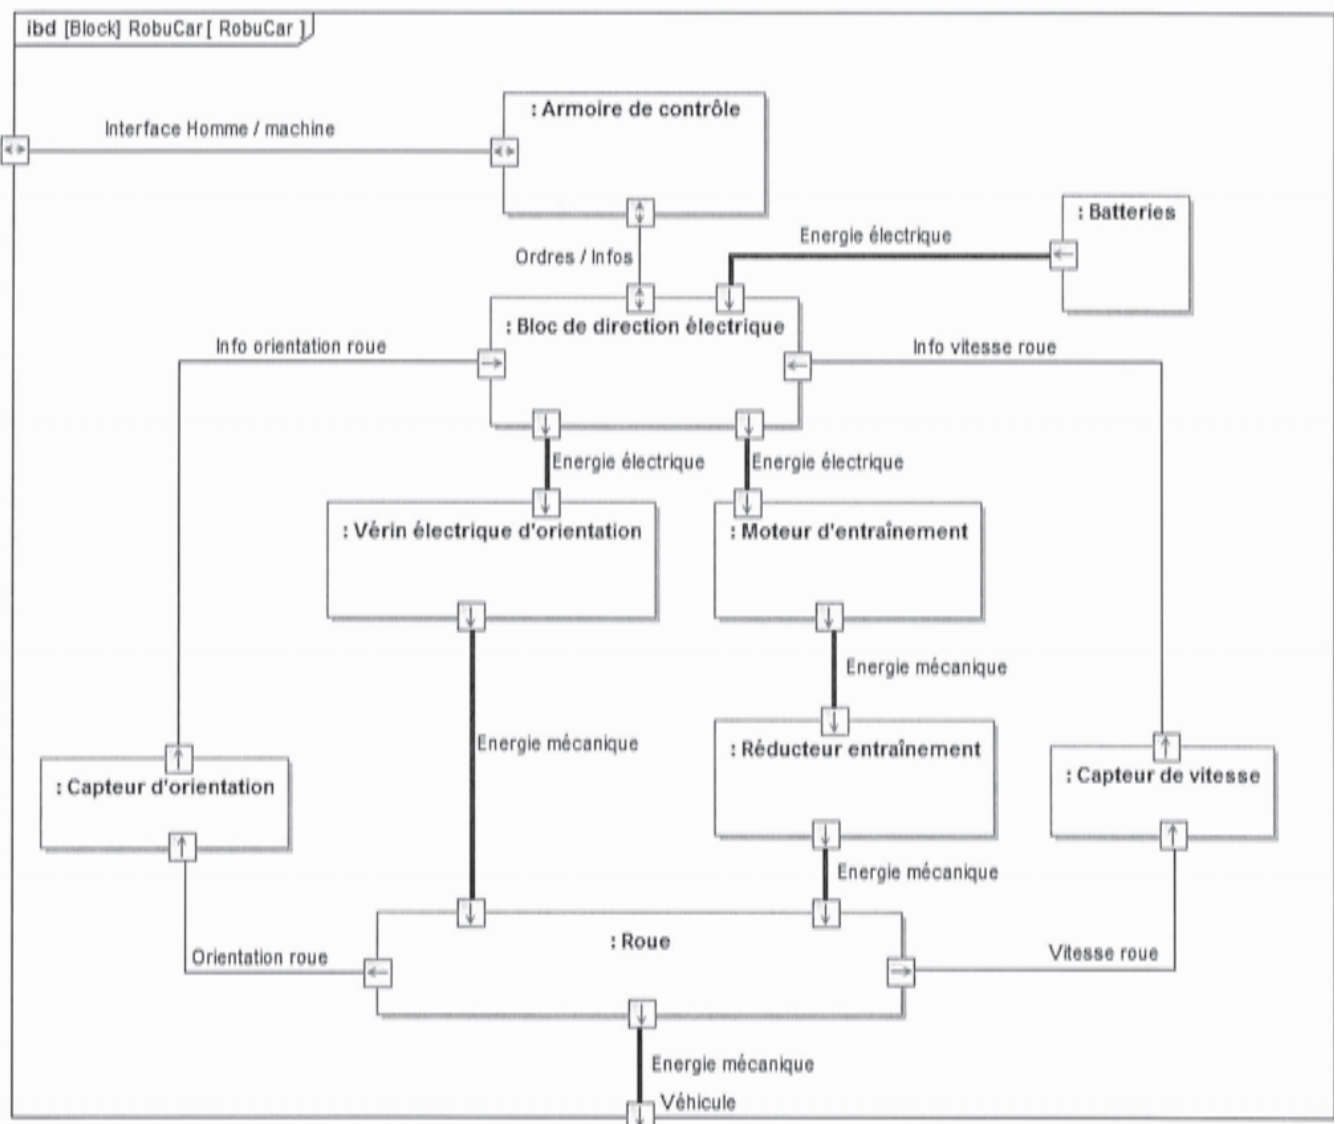 ibd [Block] RobuCar [ RobuCar ]
: Armoire de contrôle
Interface Homme / machine
: Batteries
Energie électrique
Ordres / Infos
: Bloc de direction électrique
Info orientation roue
Info vitesse roue
Energie électrique
Energie électrique
: Vérin électrique d'orientation
: Moteur d'entraînement
Energie mécanique
Energie mécanique
: Réducteur entraînement
: Capteur d'orientation
: Capteur de vitesse
Energie mécanique
: Roue
Orientation roue
Vitesse roue
Energie mécanique
Véhicule